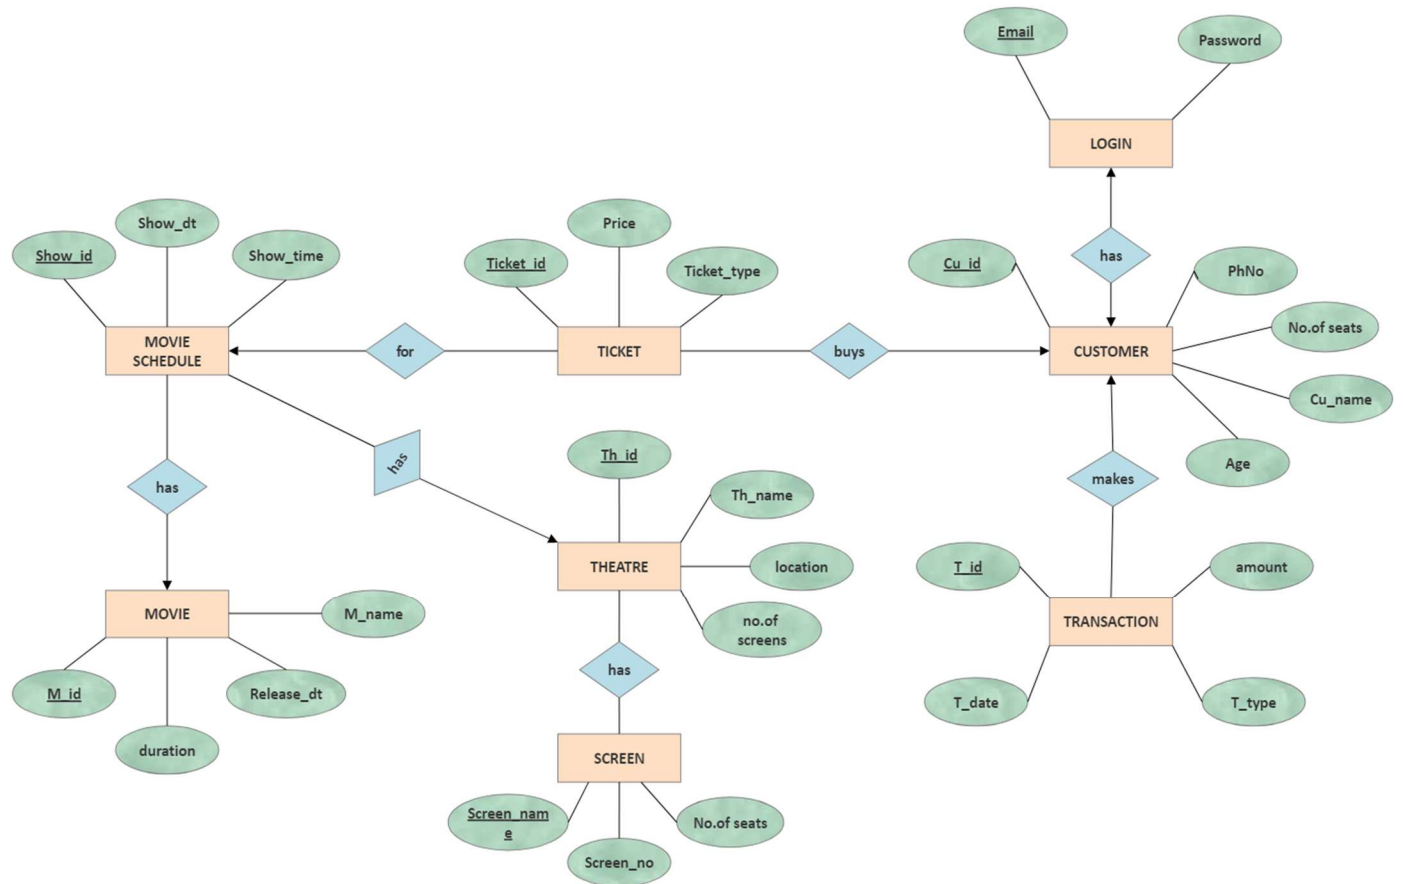 Email
Password
LOGIN
Show_dt
Show_id
Show_time
Price
Ticket_id
Ticket_type
has
Cu_id
PhNo
No.of seats
MOVIE
SCHEDULE
for
TICKET
buys
CUSTOMER
Cu_name
Age
has
has
Th_id
Th_name
makes
THEATRE
location
T_id
amount
MOVIE
M_name
no.of
screens
TRANSACTION
has
M_id
Release_dt
T_date
T_type
duration
SCREEN
Screen_nam
e
No.of seats
Screen_no